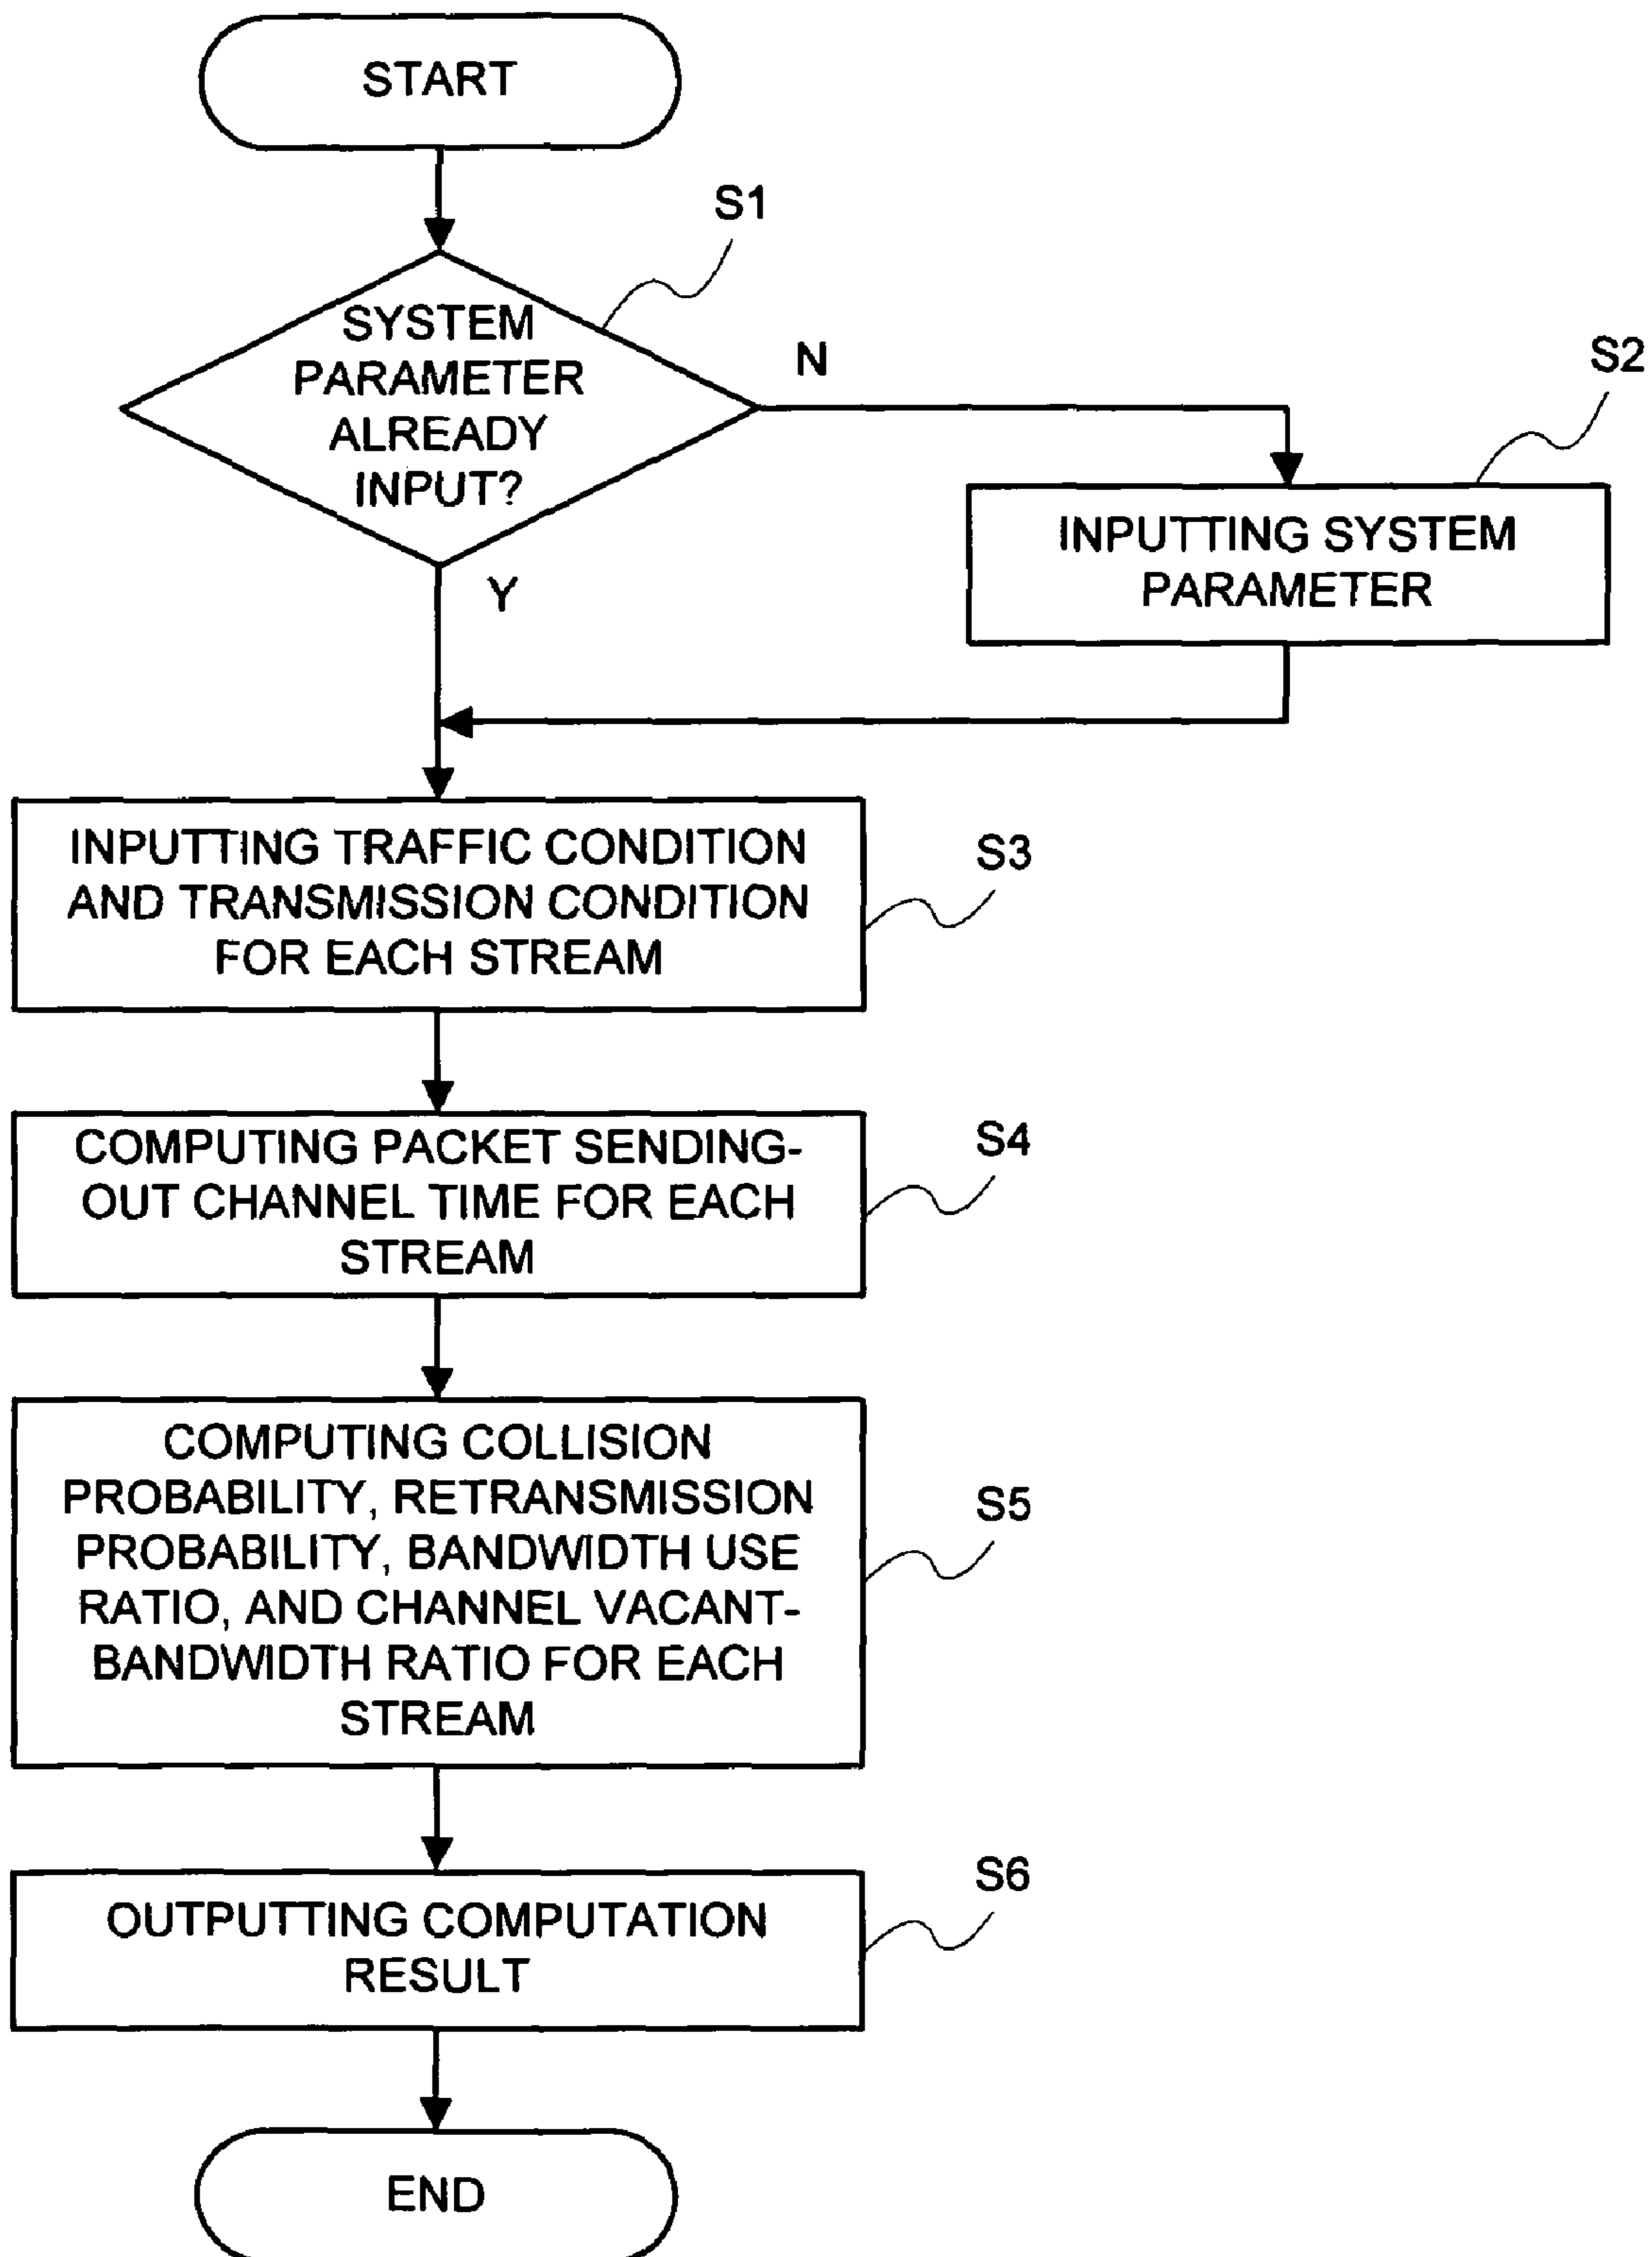 START
S1
SYSTEM
PARAMETER
ALREADY
INPUT?
N
S2
INPUTTING SYSTEM
PARAMETER
Y
INPUTTING TRAFFIC CONDITION
AND TRANSMISSION CONDITION
FOR EACH STREAM
S3
COMPUTING PACKET SENDING-
OUT CHANNEL TIME FOR EACH
STREAM
S4
COMPUTING COLLISION
PROBABILITY, RETRANSMISSION
PROBABILITY, BANDWIDTH USE
RATIO, AND CHANNEL VACANT-
BANDWIDTH RATIO FOR EACH
STREAM
S5
OUTPUTTING COMPUTATION
RESULT
S6
END